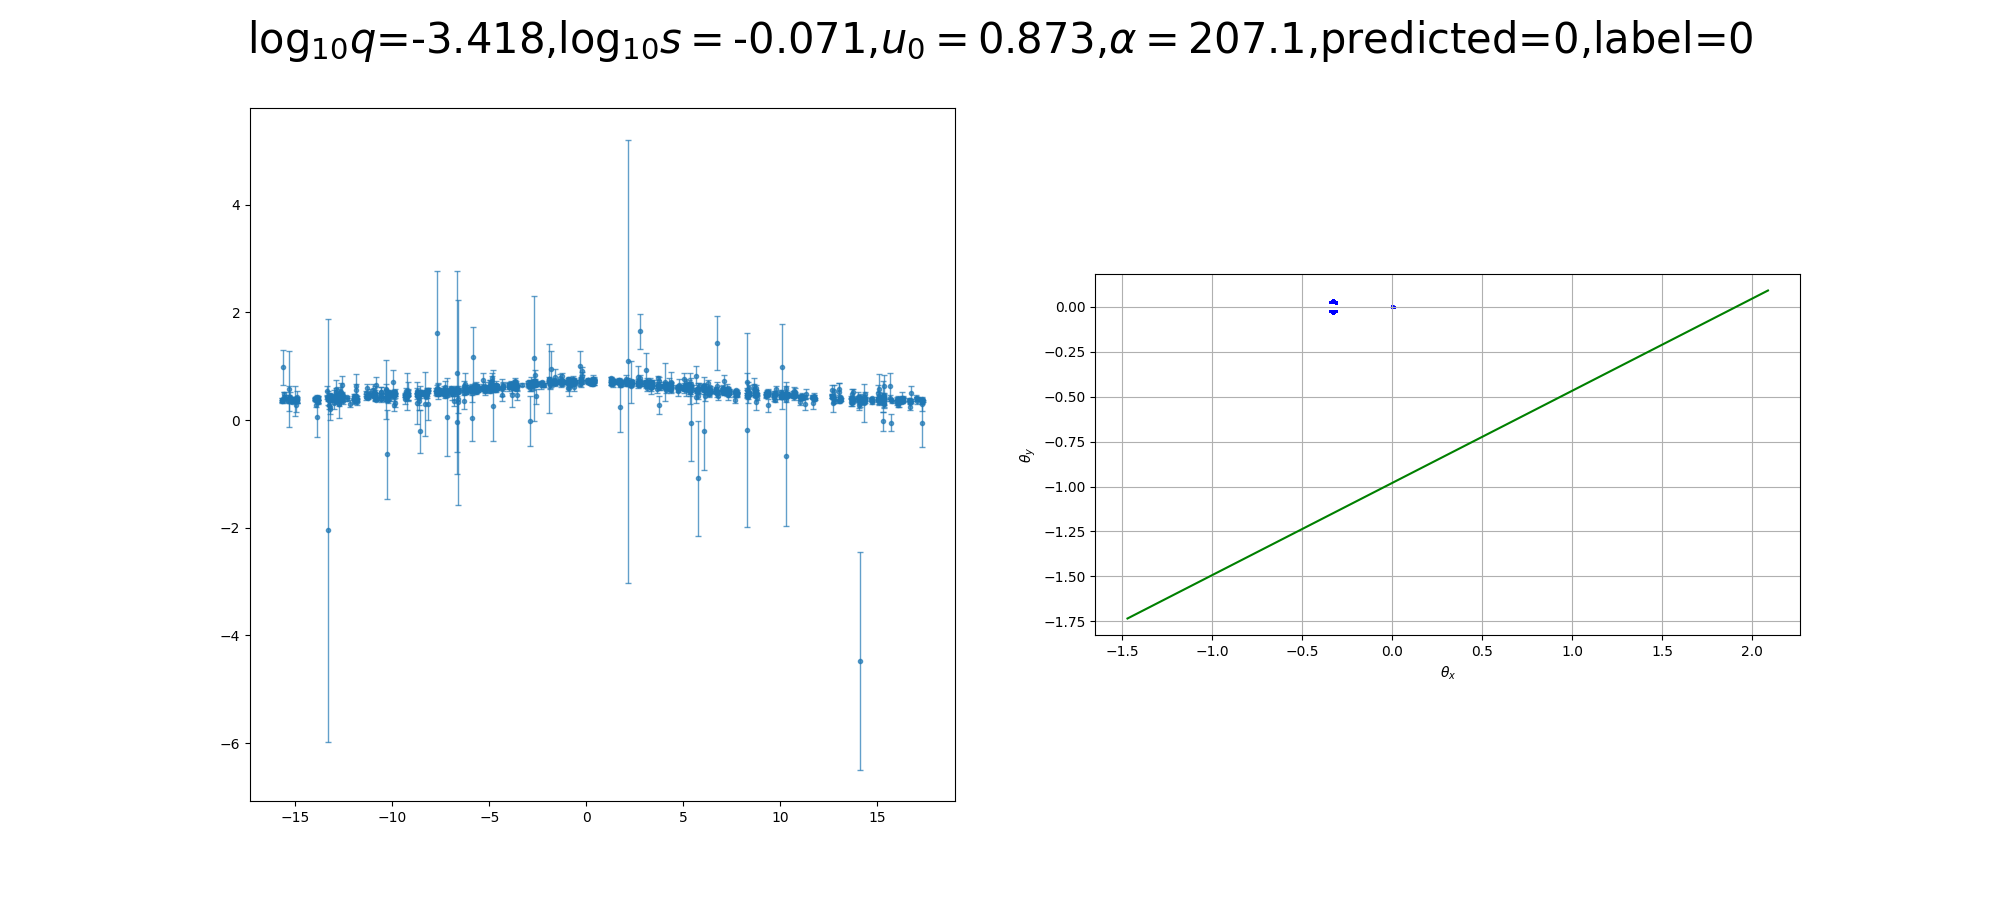 log₁₀q=-3.418,log₁₀s = -0.071,u₀ = 0.873,α = 207.1,predicted=0,label=0
4
2
0
−2
−4
−6
−15 −10 −5 0 5 10 15
0.00
−0.25
−0.50
−0.75
−1.00
−1.25
−1.50
−1.75
θy
−1.5 −1.0 −0.5 0.0 0.5 1.0 1.5 2.0
θx